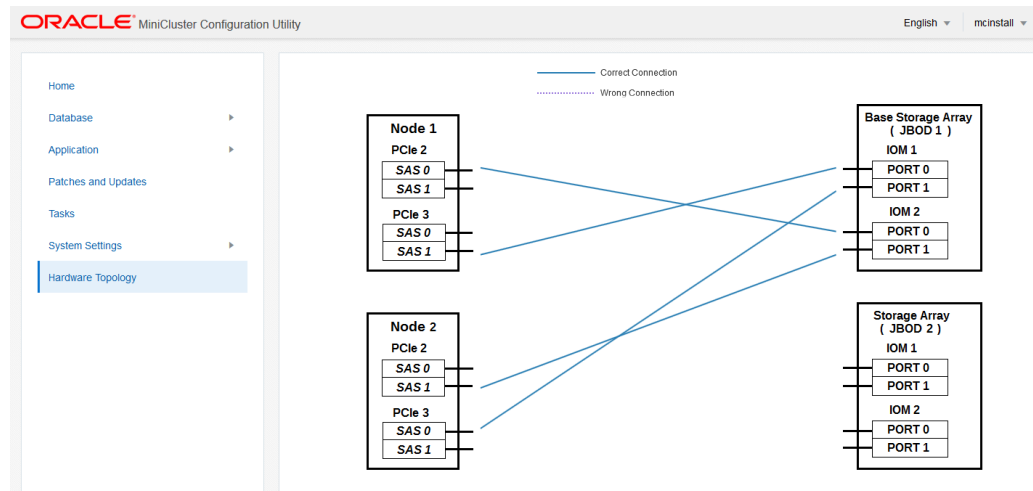 ORACLE MiniCluster Configuration Utility
English
mcinstall
Home
Database
Application
Patches and Updates
Tasks
System Settings
Hardware Topology
Correct Connection
Wrong Connection
Node 1
PCIe 2
SAS 0
SAS 1
PCIe 3
SAS 0
SAS 1
Base Storage Array
( JBOD 1 )
IOM 1
PORT 0
PORT 1
IOM 2
PORT 0
PORT 1
Node 2
PCIe 2
SAS 0
SAS 1
PCIe 3
SAS 0
SAS 1
Storage Array
( JBOD 2 )
IOM 1
PORT 0
PORT 1
IOM 2
PORT 0
PORT 1